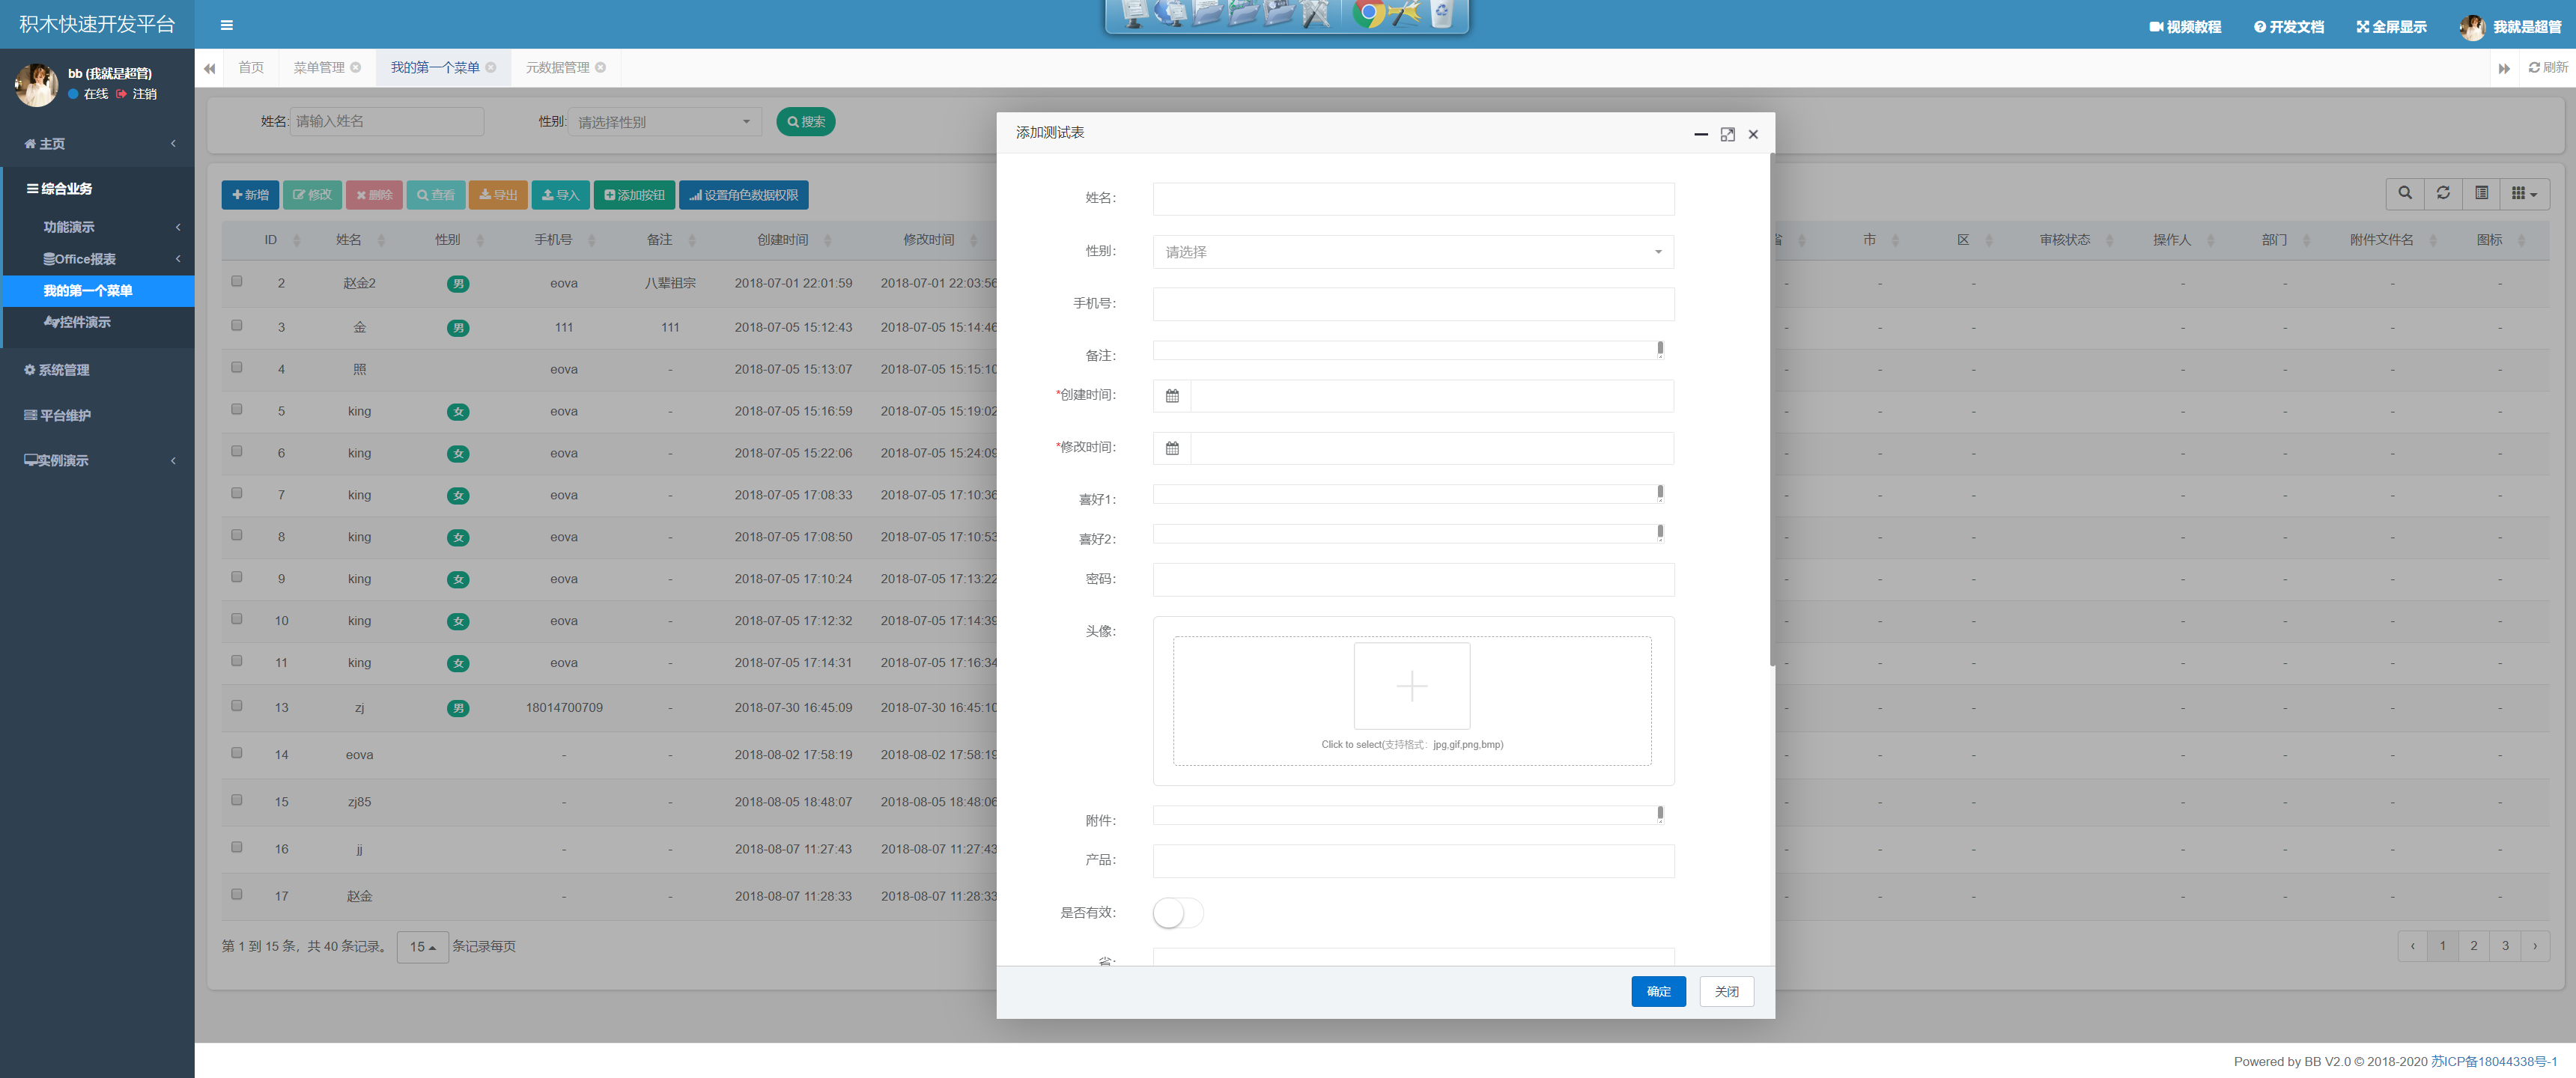 积木快速开发平台
视频教程 开发文档 全屏显示 我就是超管
bb (我就是超管)
在线 注销
首页 菜单管理 我的第一个菜单 元数据管理 刷新
主页
综合业务
功能演示
Office报表
我的第一个菜单
控件演示
系统管理
平台维护
实例演示
姓名: 请输入姓名 性别: 请选择性别 搜索
新增 修改 删除 查看 导出 导入 添加按钮 设置角色数据权限
ID 姓名 性别 手机号 备注 创建时间 修改时间 省 市 区 审核状态 操作人 部门 附件文件名 图标
2 赵金2 男 eova 八辈祖宗 2018-07-01 22:01:59 2018-07-01 22:03:56 - - - - - - - -
3 金 男 111 111 2018-07-05 15:12:43 2018-07-05 15:14:46 - - - - - - - -
4 照 eova - 2018-07-05 15:13:07 2018-07-05 15:15:10 - - - - - - - -
5 king 女 eova - 2018-07-05 15:16:59 2018-07-05 15:19:02 - - - - - - - -
6 king 女 eova - 2018-07-05 15:22:06 2018-07-05 15:24:09 - - - - - - - -
7 king 女 eova - 2018-07-05 17:08:33 2018-07-05 17:10:36 - - - - - - - -
8 king 女 eova - 2018-07-05 17:08:50 2018-07-05 17:10:53 - - - - - - - -
9 king 女 eova - 2018-07-05 17:10:24 2018-07-05 17:13:22 - - - - - - - -
10 king 女 eova - 2018-07-05 17:12:32 2018-07-05 17:14:39 - - - - - - - -
11 king 女 eova - 2018-07-05 17:14:31 2018-07-05 17:16:34 - - - - - - - -
13 zj 男 18014700709 - 2018-07-30 16:45:09 2018-07-30 16:45:10 - - - - - - - -
14 eova - - 2018-08-02 17:58:19 2018-08-02 17:58:19 - - - - - - - -
15 zj85 - - 2018-08-05 18:48:07 2018-08-05 18:48:06 - - - - - - - -
16 jj - - 2018-08-07 11:27:43 2018-08-07 11:27:43 - - - - - - - -
17 赵金 - - 2018-08-07 11:28:33 2018-08-07 11:28:33 - - - - - - - -
第 1 到 15 条，共 40 条记录。 15 条记录每页
‹ 1 2 3 ›
添加测试表
姓名:
性别: 请选择
手机号:
备注:
*创建时间:
*修改时间:
喜好1:
喜好2:
密码:
头像:
Click to select(支持格式：jpg,gif,png,bmp)
附件:
产品:
是否有效:
省:
确定 关闭
Powered by BB V2.0 © 2018-2020 苏ICP备18044338号-1